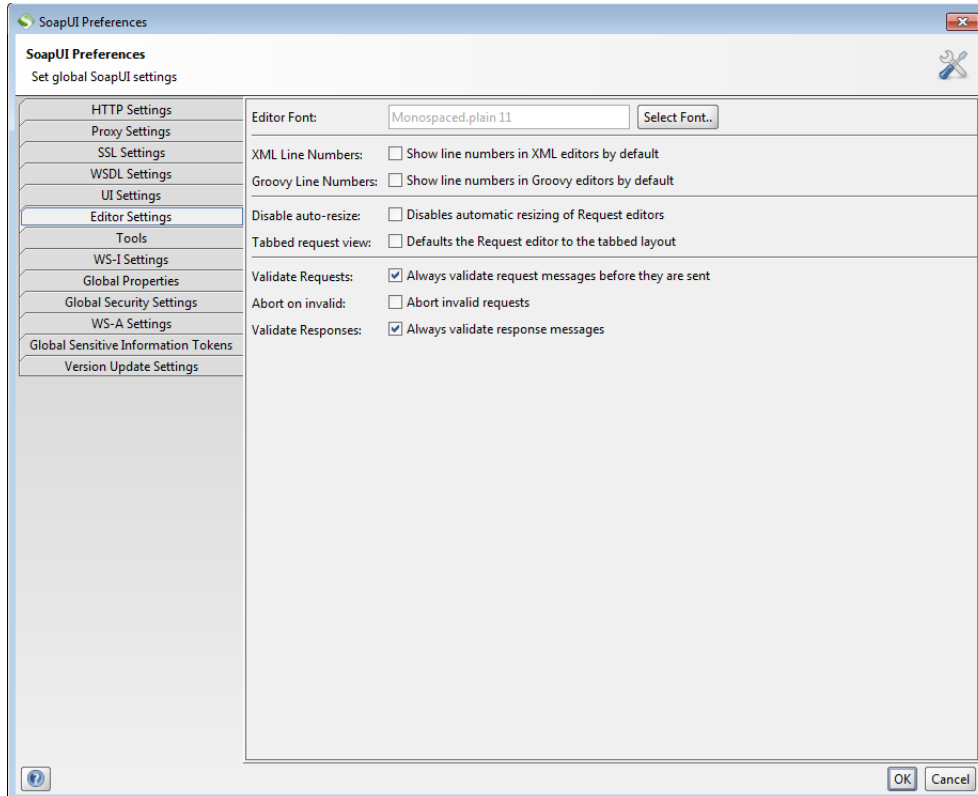 SoapUI Preferences
SoapUI Preferences
Set global SoapUI settings
HTTP Settings
Proxy Settings
SSL Settings
WSDL Settings
UI Settings
Editor Settings
Tools
WS-I Settings
Global Properties
Global Security Settings
WS-A Settings
Global Sensitive Information Tokens
Version Update Settings
Editor Font: Monospaced.plain 11 Select Font..
XML Line Numbers: Show line numbers in XML editors by default
Groovy Line Numbers: Show line numbers in Groovy editors by default
Disable auto-resize: Disables automatic resizing of Request editors
Tabbed request view: Defaults the Request editor to the tabbed layout
Validate Requests: Always validate request messages before they are sent
Abort on invalid: Abort invalid requests
Validate Responses: Always validate response messages
? OK Cancel